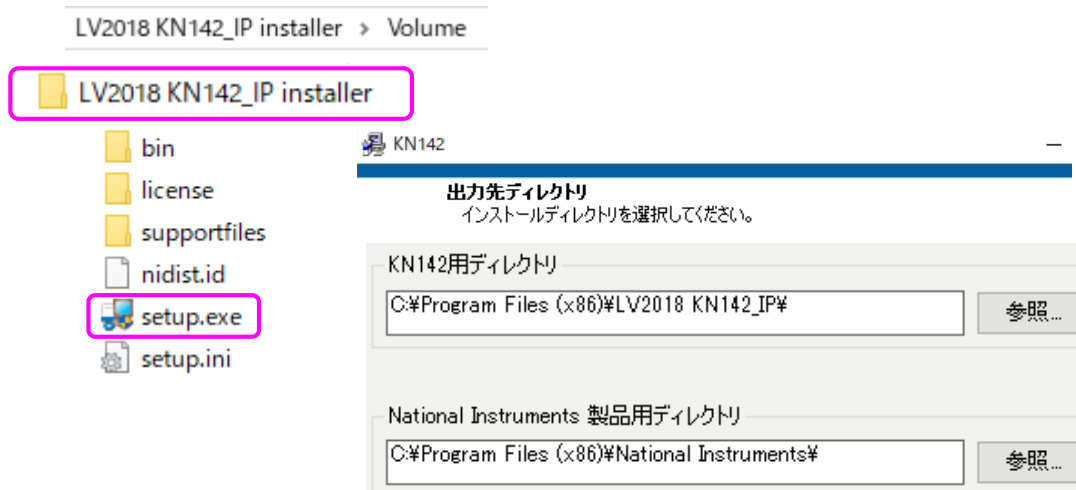 LV2018 KN142_IP installer › Volume
LV2018 KN142_IP installer
bin
license
supportfiles
nidist.id
setup.exe
setup.ini
KN142
出力先ディレクトリ
インストールディレクトリを選択してください。
KN142用ディレクトリ
C:¥Program Files (x86)¥LV2018 KN142_IP¥
参照...
National Instruments 製品用ディレクトリ
C:¥Program Files (x86)¥National Instruments¥
参照...